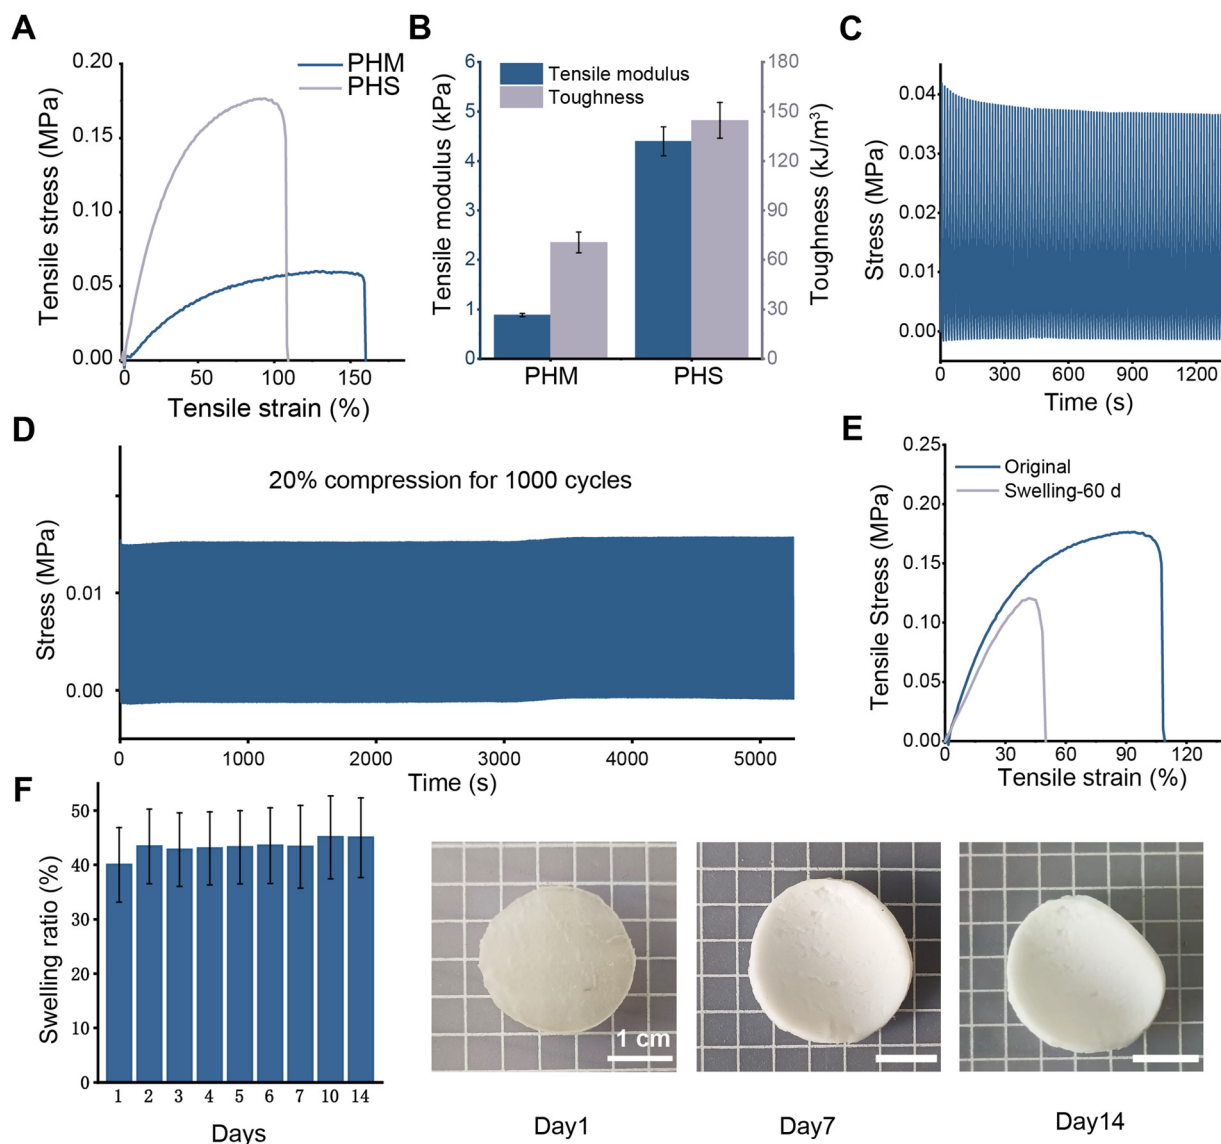 A
Tensile stress (MPa)
0.20
0.15
0.10
0.05
0.00
PHM
PHS
0 50 100 150
Tensile strain (%)
B
Tensile modulus (kPa)
6
5
4
3
2
1
0
Tensile modulus
Toughness
180
150
120
90
60
30
0
Toughness (kJ/m³)
PHM PHS
C
Stress (MPa)
0.04
0.03
0.02
0.01
0.00
0 300 600 900 1200
Time (s)
D
20% compression for 1000 cycles
Stress (MPa)
0.01
0.00
0 1000 2000 3000 4000 5000
Time (s)
E
Tensile Stress (MPa)
0.25
0.20
0.15
0.10
0.05
0.00
Original
Swelling-60 d
0 30 60 90 120
Tensile strain (%)
F
Swelling ratio (%)
50
40
30
20
10
0
1 2 3 4 5 6 7 10 14
Days
1 cm
Day1 Day7 Day14